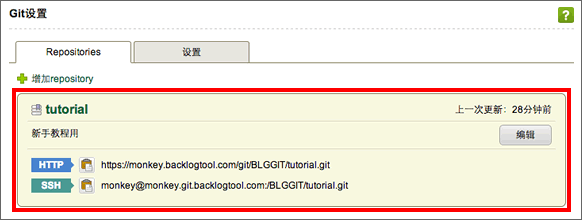 Git设置
?
Repositories
设置
增加repository
tutorial
上一次更新：28分钟前
新手教程用
编辑
HTTP https://monkey.backlogtool.com/git/BLGGIT/tutorial.git
SSH monkey@monkey.git.backlogtool.com:/BLGGIT/tutorial.git